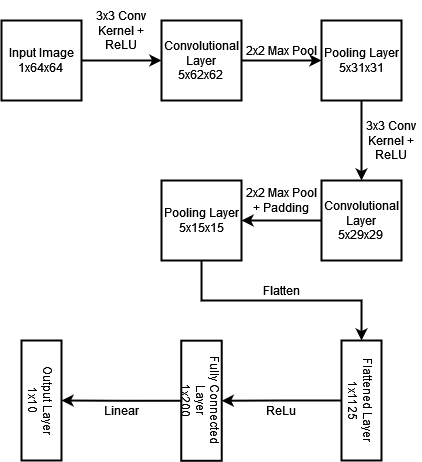 Input Image
1x64x64
3x3 Conv
Kernel +
ReLU
Convolutional
Layer
5x62x62
2x2 Max Pool
Pooling Layer
5x31x31
3x3 Conv
Kernel +
ReLU
Convolutional
Layer
5x29x29
2x2 Max Pool
+ Padding
Pooling Layer
5x15x15
Flatten
Flattened Layer
1x1125
ReLu
Fully Connected
Layer
1x200
Linear
Output Layer
1x10